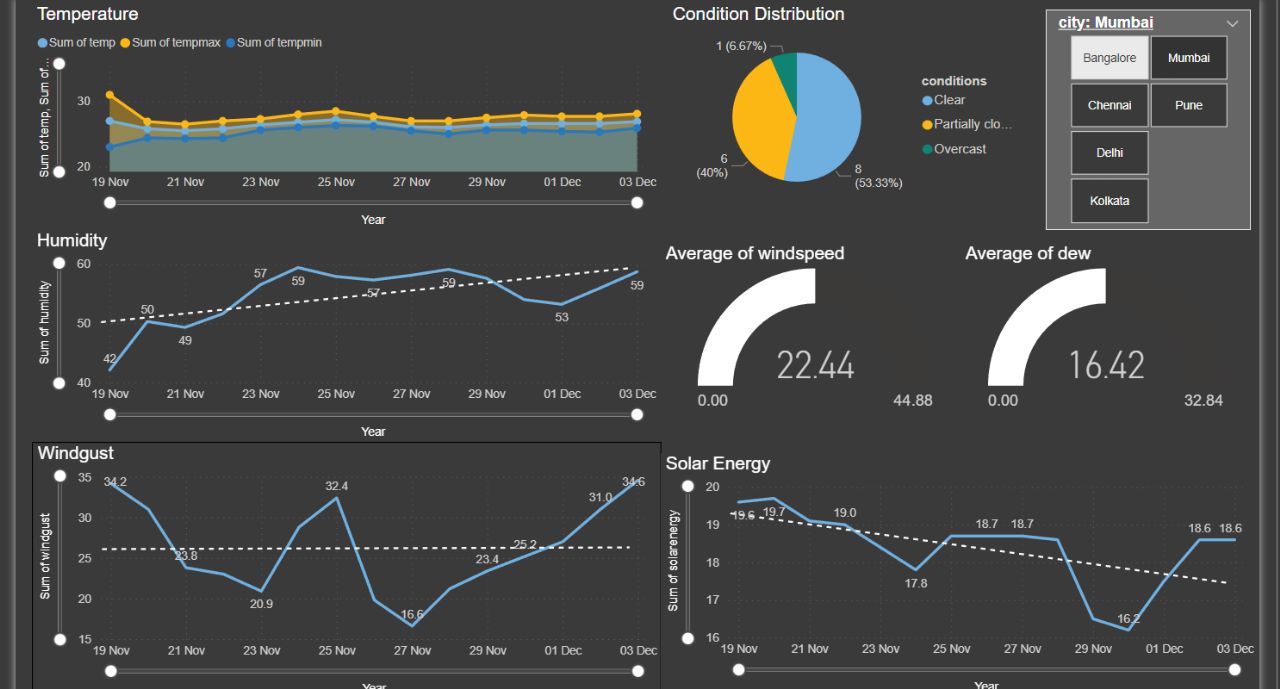 Temperature
Sum of temp Sum of tempmax Sum of tempmin
Sum of temp, Sum of...
30
20
19 Nov 21 Nov 23 Nov 25 Nov 27 Nov 29 Nov 01 Dec 03 Dec
Year
Condition Distribution
1 (6.67%)
6
(40%)
8
(53.33%)
conditions
Clear
Partially clo...
Overcast
city: Mumbai
Bangalore Mumbai
Chennai Pune
Delhi
Kolkata
Humidity
Sum of humidity
60
50
40
42 50 49 57 59 57 59 53 59
19 Nov 21 Nov 23 Nov 25 Nov 27 Nov 29 Nov 01 Dec 03 Dec
Year
Average of windspeed
22.44
0.00 44.88
Average of dew
16.42
0.00 32.84
Windgust
Sum of windgust
35
30
25
20
15
34.2 23.8 20.9 32.4 16.6 23.4 25.2 31.0 34.6
19 Nov 21 Nov 23 Nov 25 Nov 27 Nov 29 Nov 01 Dec 03 Dec
Year
Solar Energy
Sum of solarenergy
20
19
18
17
16
19.6 19.7 19.0 17.8 18.7 18.7 16.2 18.6 18.6
19 Nov 21 Nov 23 Nov 25 Nov 27 Nov 29 Nov 01 Dec 03 Dec
Year